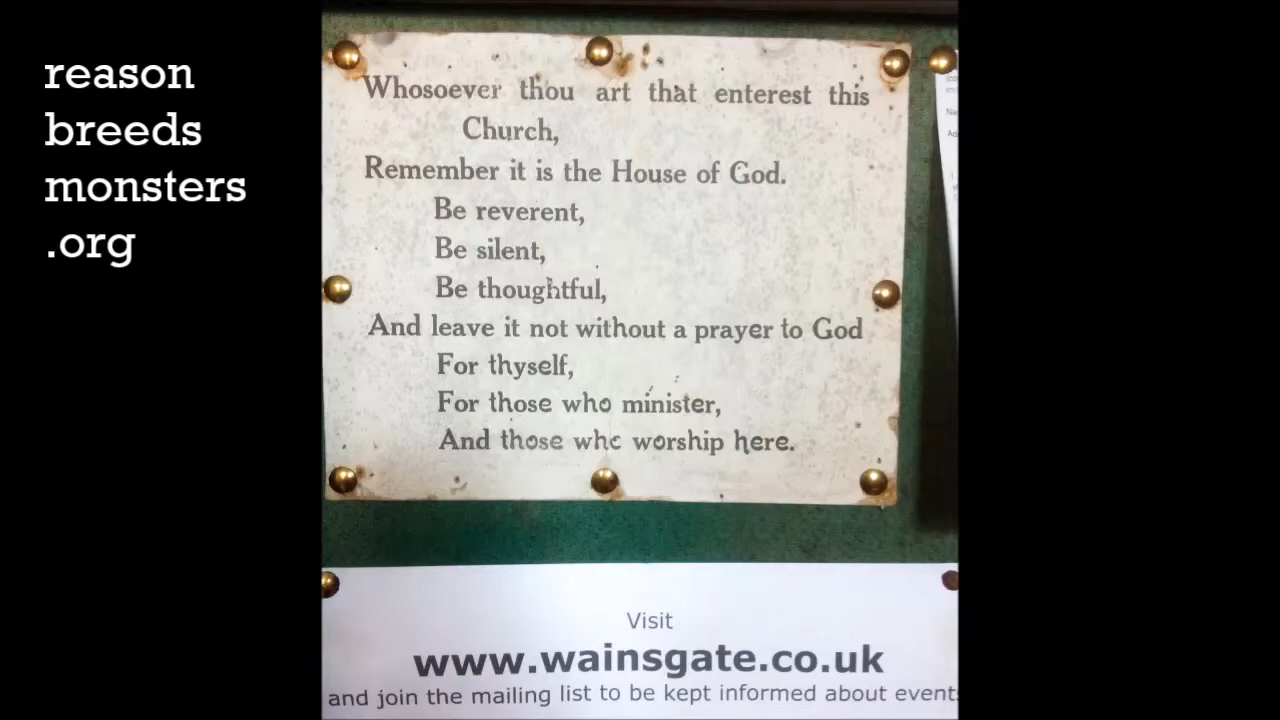 reason
breeds
monsters
.org
Whosoever thou art that enterest this
Church,
Remember it is the House of God.
Be reverent,
Be silent,
Be thoughtful,
And leave it not without a prayer to God
For thyself,
For those who minister,
And those who worship here.
Visit
www.wainsgate.co.uk
and join the mailing list to be kept informed about events